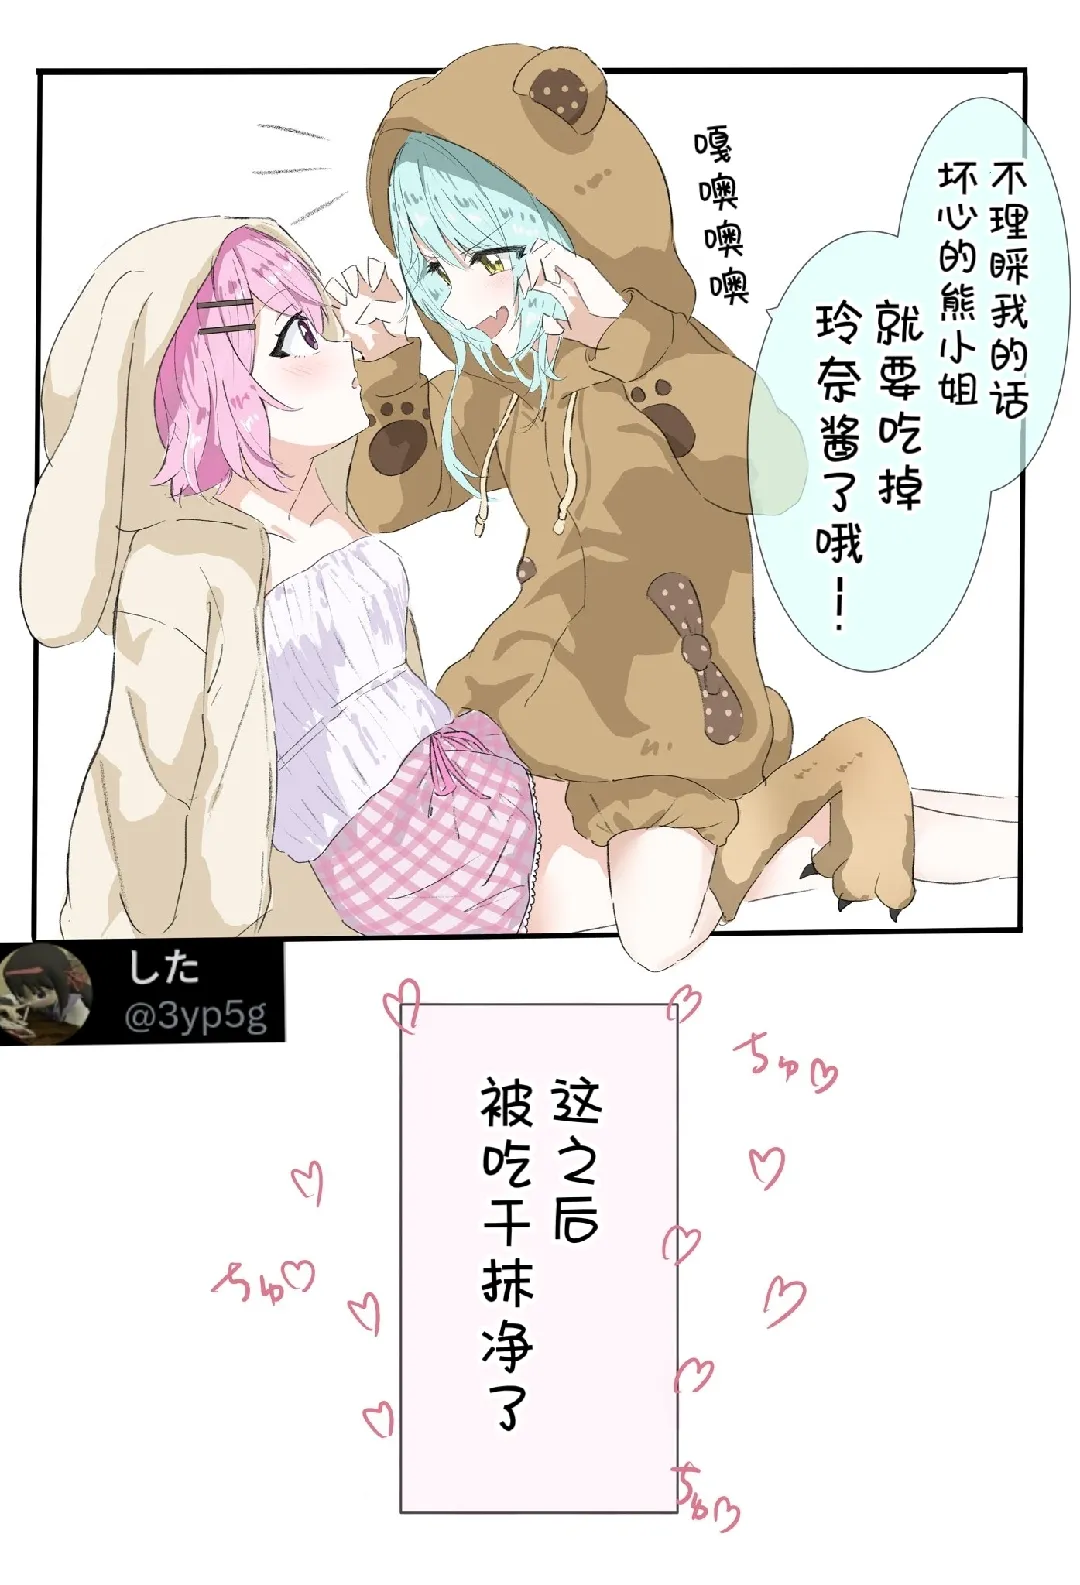 不理睬我的话
坏心的熊小姐
就要吃掉
玲奈酱了哦！
嘎噢噢噢
した
@3yp5g
这之后
被吃干抹净了
ちゅ♡
ちゅ♡
ちゅ♡